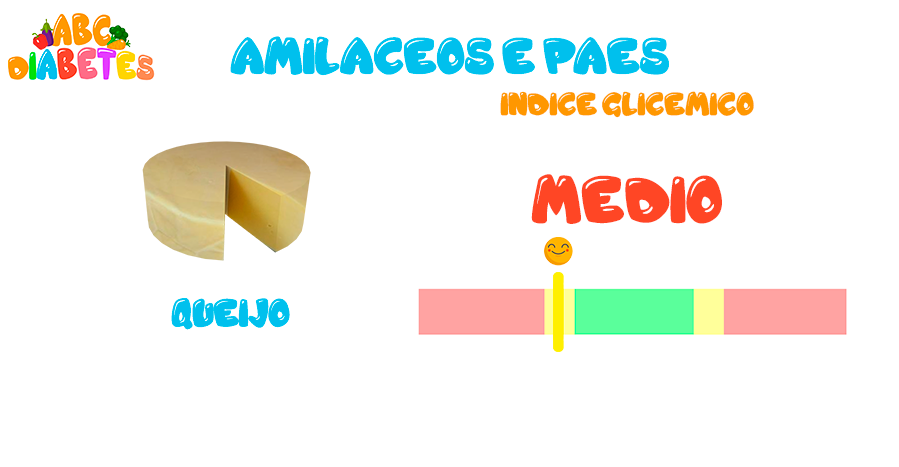 ABC
DIABETES
AMILACEOS E PAES
INDICE GLICEMICO
MEDIO
QUEIJO